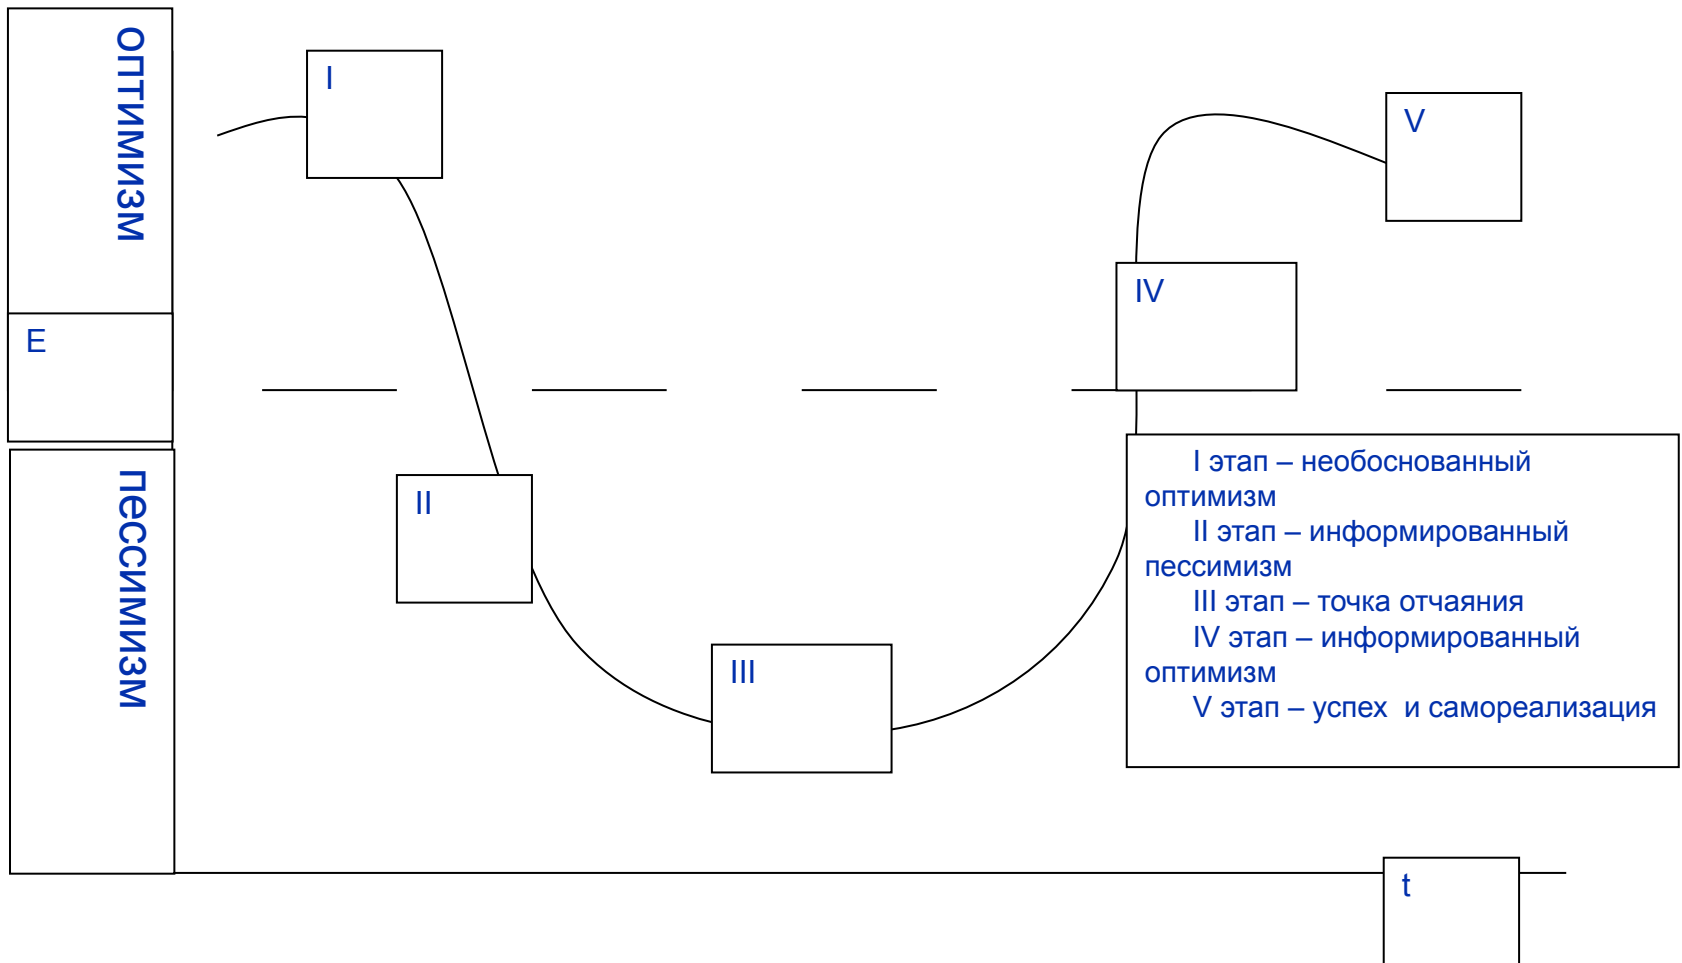 оптимизм
I
V
IV
E
II
I этап – необоснованный
оптимизм
II этап – информированный
пессимизм
III этап – точка отчаяния
IV этап – информированный
оптимизм
V этап – успех  и самореализация
пессимизм
III
t